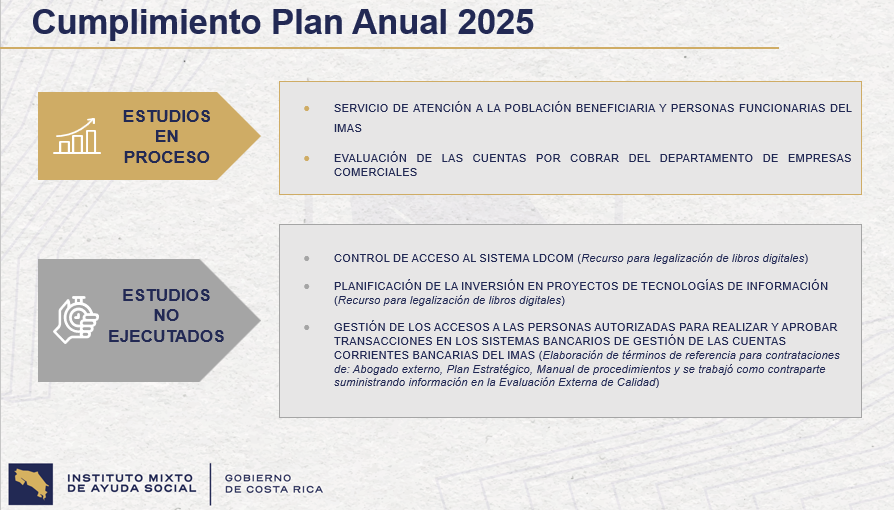 Cumplimiento Plan Anual 2025
ESTUDIOS
EN
PROCESO
● SERVICIO DE ATENCIÓN A LA POBLACIÓN BENEFICIARIA Y PERSONAS FUNCIONARIAS DEL
IMAS
● EVALUACIÓN DE LAS CUENTAS POR COBRAR DEL DEPARTAMENTO DE EMPRESAS
COMERCIALES
ESTUDIOS
NO
EJECUTADOS
● CONTROL DE ACCESO AL SISTEMA LDCOM (Recurso para legalización de libros digitales)
● PLANIFICACIÓN DE LA INVERSIÓN EN PROYECTOS DE TECNOLOGÍAS DE INFORMACIÓN
(Recurso para legalización de libros digitales)
● GESTIÓN DE LOS ACCESOS A LAS PERSONAS AUTORIZADAS PARA REALIZAR Y APROBAR
TRANSACCIONES EN LOS SISTEMAS BANCARIOS DE GESTIÓN DE LAS CUENTAS
CORRIENTES BANCARIAS DEL IMAS (Elaboración de términos de referencia para contrataciones
de: Abogado externo, Plan Estratégico, Manual de procedimientos y se trabajó como contraparte
suministrando información en la Evaluación Externa de Calidad)
INSTITUTO MIXTO
DE AYUDA SOCIAL
GOBIERNO
DE COSTA RICA